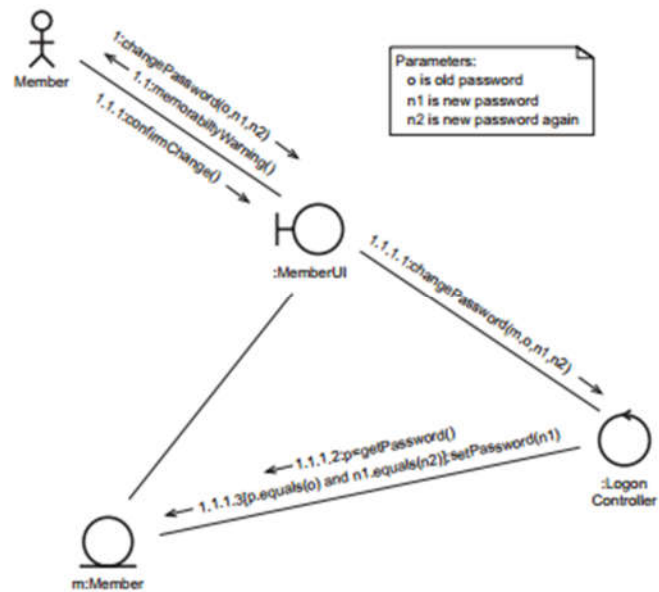 Member
1:changePassword(o,n1,n2)
1.1:memorabiltyWarning()
1.1.1:confirmChange()
Parameters:
o is old password
n1 is new password
n2 is new password again
:MemberUI
1.1.1.1:changePassword(m,o,n1,n2)
1.1.1.2:p=getPassword()
1.1.1.3[p.equals(o) and n1.equals(n2)]:setPassword(n1)
:Logon
Controller
m:Member